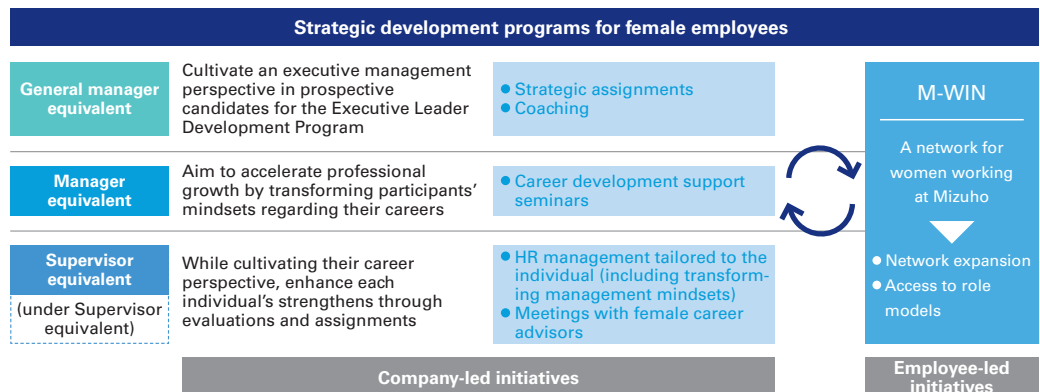 Strategic development programs for female employees
General manager
equivalent
Cultivate an executive management
perspective in prospective
candidates for the Executive Leader
Development Program
● Strategic assignments
● Coaching
Manager
equivalent
Aim to accelerate professional
growth by transforming participants’
mindsets regarding their careers
● Career development support
seminars
Supervisor
equivalent
(under Supervisor
equivalent)
While cultivating their career
perspective, enhance each
individual’s strengthens through
evaluations and assignments
● HR management tailored to the
individual (including transform-
ing management mindsets)
● Meetings with female career
advisors
M-WIN
A network for
women working
at Mizuho
● Network expansion
● Access to role
models
Company-led initiatives
Employee-led
initiatives